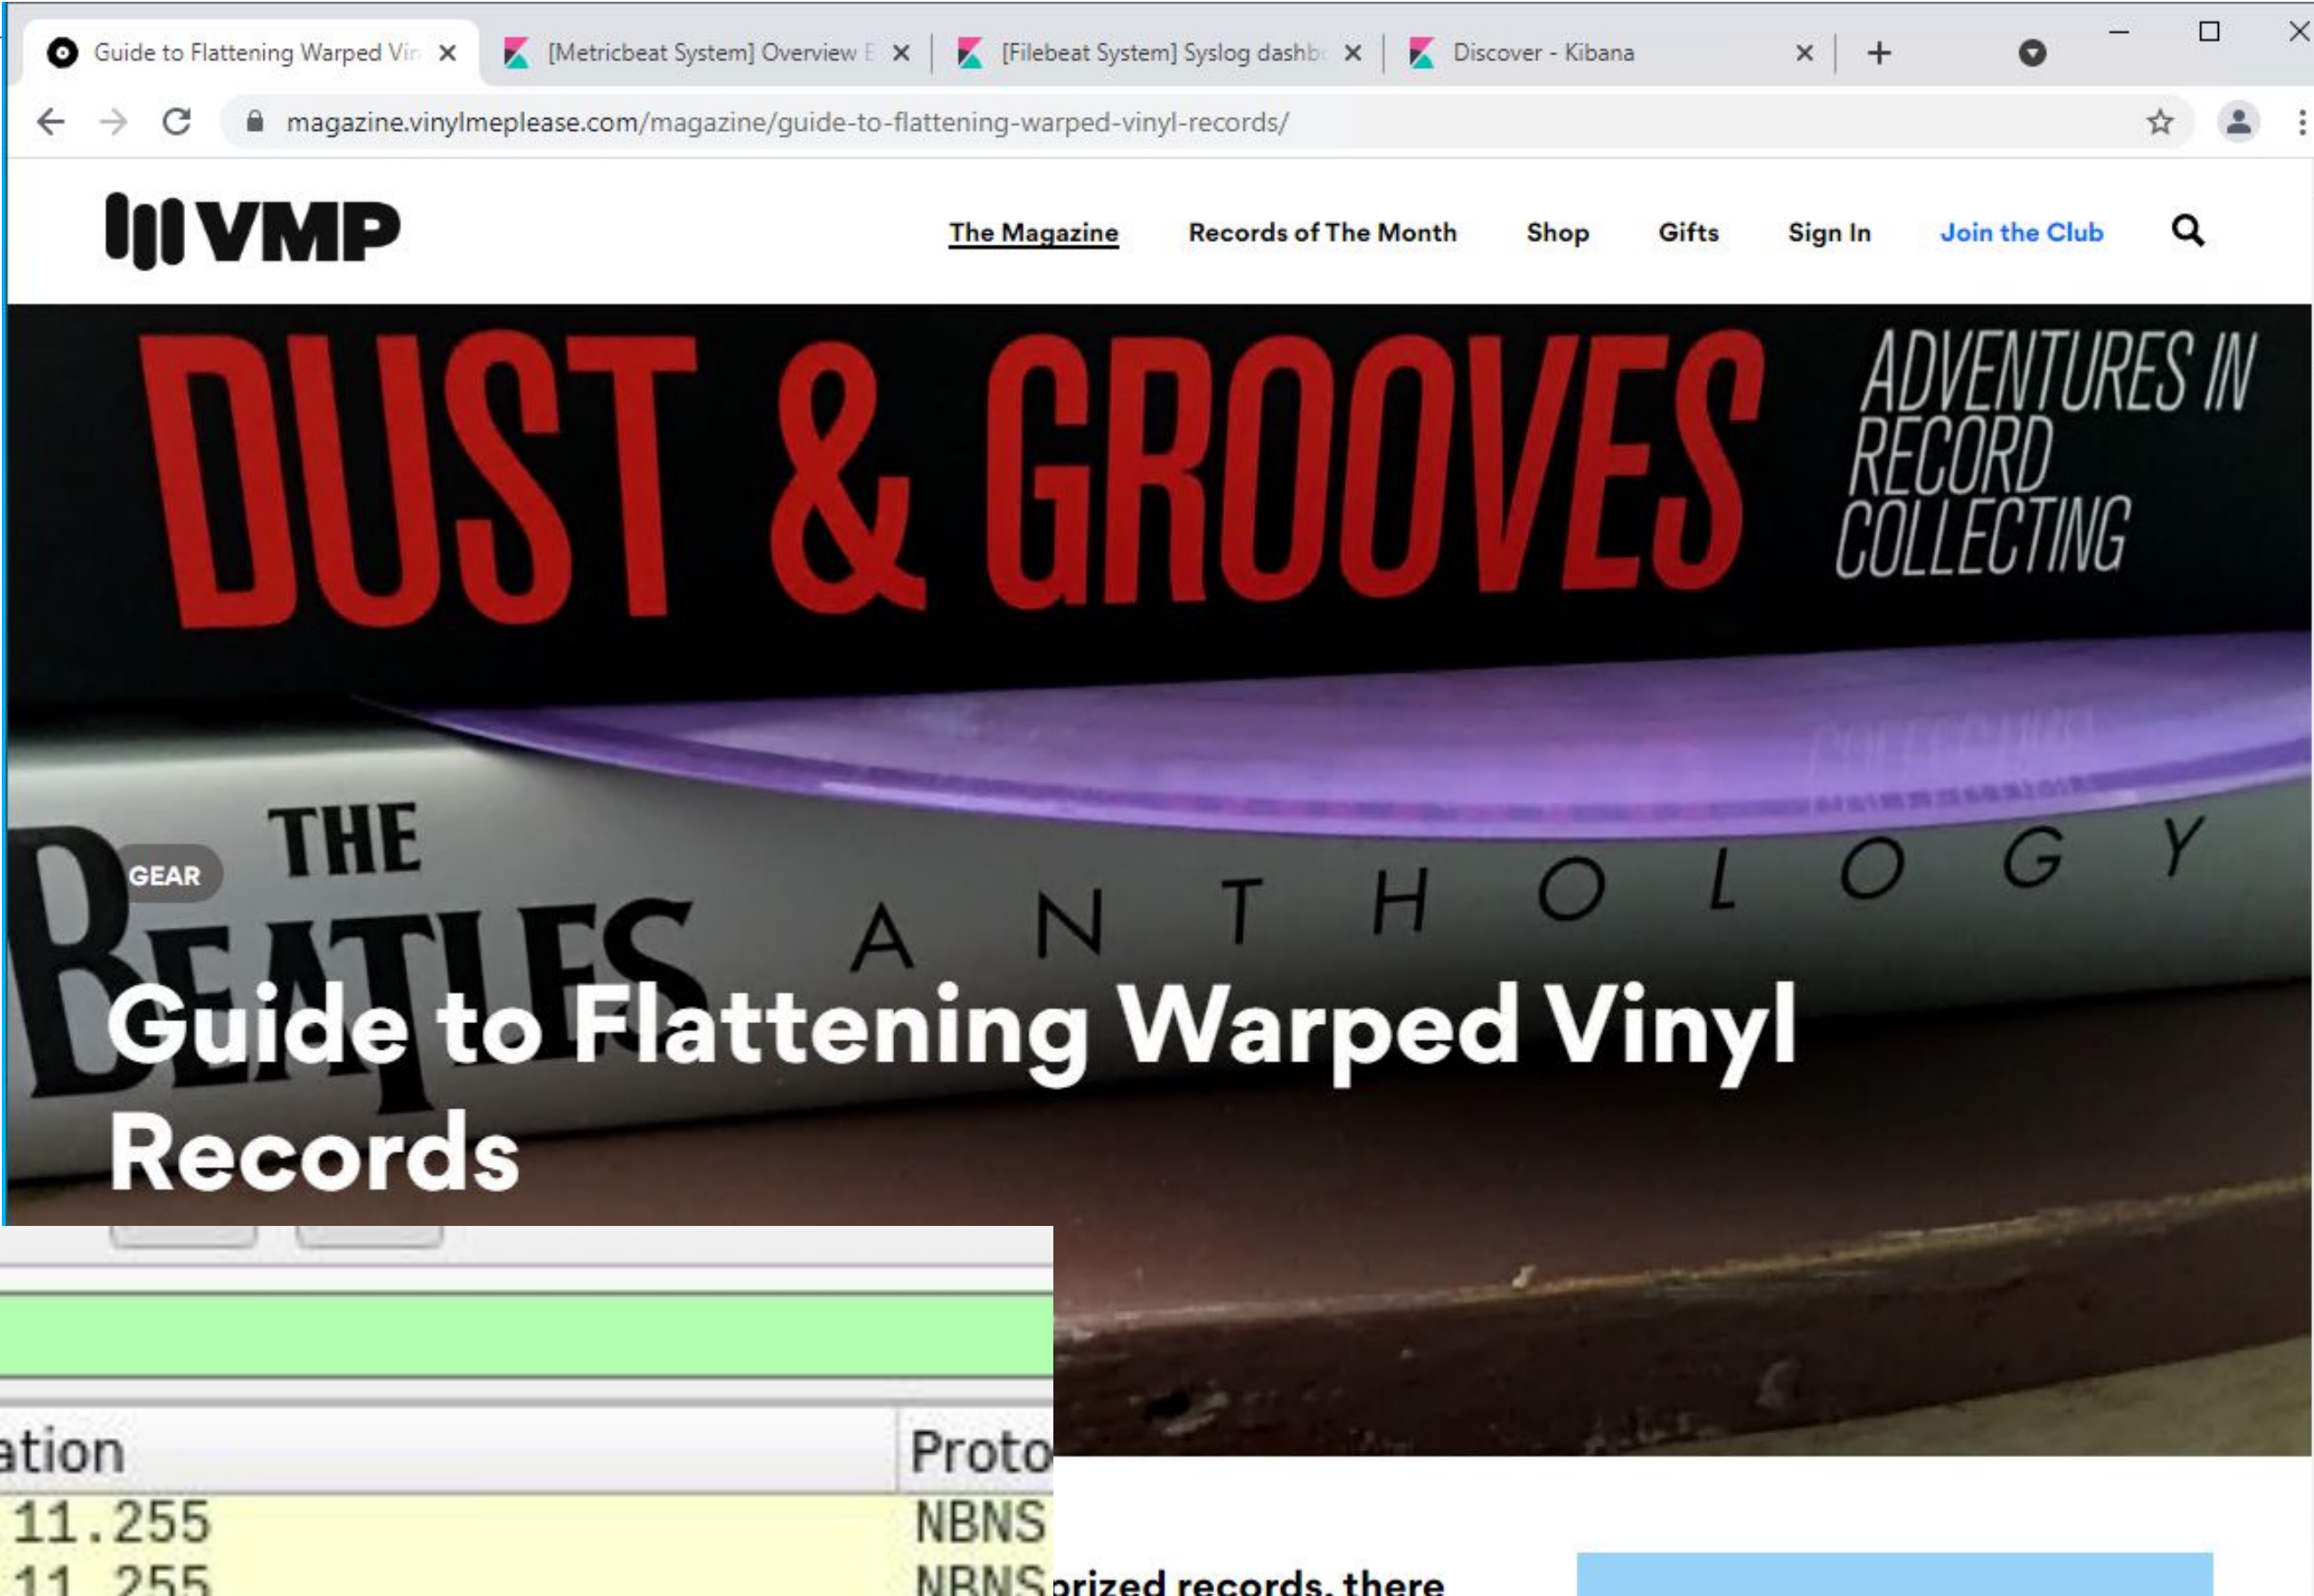 Guide to Flattening Warped Vin
[Metricbeat System] Overview E
[Filebeat System] Syslog dashb
Discover - Kibana
magazine.vinylmeplease.com/magazine/guide-to-flattening-warped-vinyl-records/
VMP
The Magazine Records of The Month Shop Gifts Sign In Join the Club
DUST & GROOVES
ADVENTURES IN
RECORD
COLLECTING
THE
BEATLES ANTHOLOGY
GEAR
Guide to Flattening Warped Vinyl
Records
ation Proto
11.255 NBNS
11.255 NBNS
prized records, there